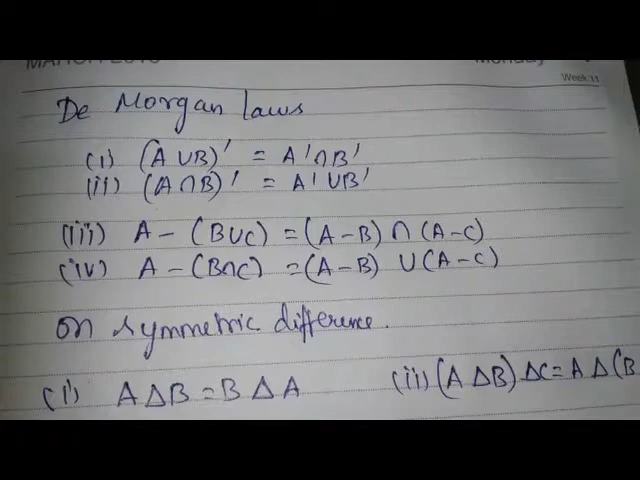 Week 11
De Morgan laws
(i) (A ∪ B)' = A' ∩ B'
(ii) (A ∩ B)' = A' ∪ B'
(iii) A - (B ∪ C) = (A - B) ∩ (A - C)
(iv) A - (B ∩ C) = (A - B) ∪ (A - C)
On symmetric difference.
(i) A Δ B = B Δ A (ii) (A Δ B) Δ C = A Δ (B